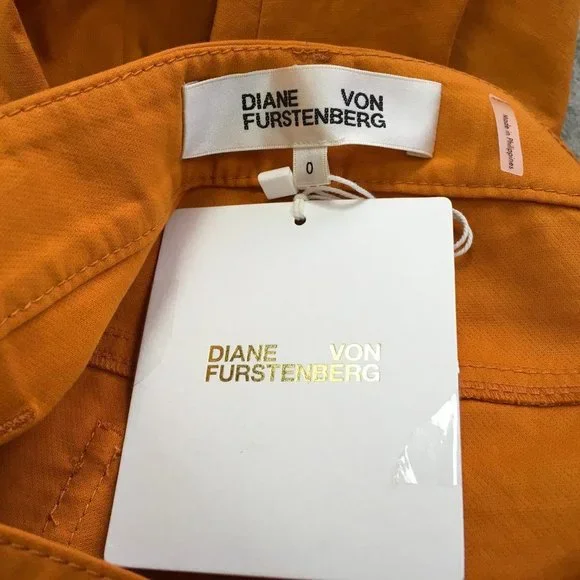 DIANE VON
FURSTENBERG
0
Made in Philippines
DIANE VON
FURSTENBERG